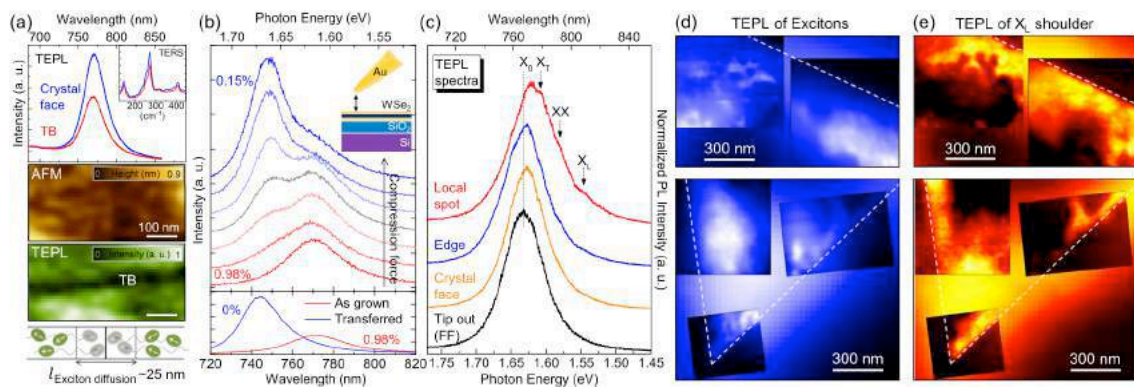 (a) Wavelength (nm)
700 750 800 850
TEPL
TERS
Crystal
face
TB
150 250 350 450
(cm⁻¹)
Intensity (a. u.)
AFM
0 Height (nm) 0.9
100 nm
TEPL
0 Intensity (a. u.) 1
TB
lExciton diffusion ~25 nm
(b) Photon Energy (eV)
1.70 1.65 1.60 1.55
0.15%
Au
WSe₂
SiO₂
Si
Compression force
Intensity (a. u.)
0.98%
0%
As grown
Transferred
0.98%
720 740 760 780 800 820
Wavelength (nm)
(c) Wavelength (nm)
720 760 800 840
TEPL
spectra
X₀ X_T
XX
X_L
Local
spot
Edge
Crystal
face
Tip out
(FF)
Normalized PL Intensity (a. u.)
1.75 1.70 1.65 1.60 1.55 1.50 1.45
Photon Energy (eV)
(d) TEPL of Excitons
300 nm
300 nm
(e) TEPL of X_L shoulder
300 nm
300 nm